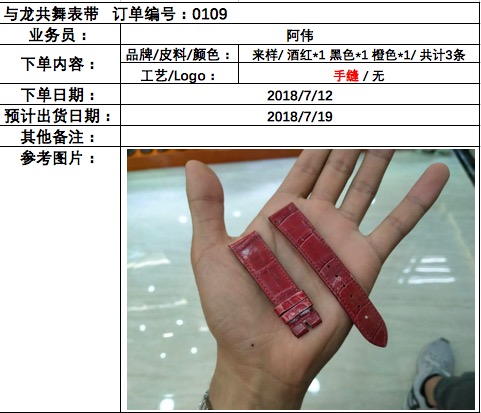 与龙共舞表带 订单编号：0109
业务员： 阿伟
下单内容： 品牌/皮料/颜色： 来样/ 酒红*1 黑色*1 橙色*1/ 共计3条
工艺/Logo： 手缝 / 无
下单日期： 2018/7/12
预计出货日期： 2018/7/19
其他备注：
参考图片：